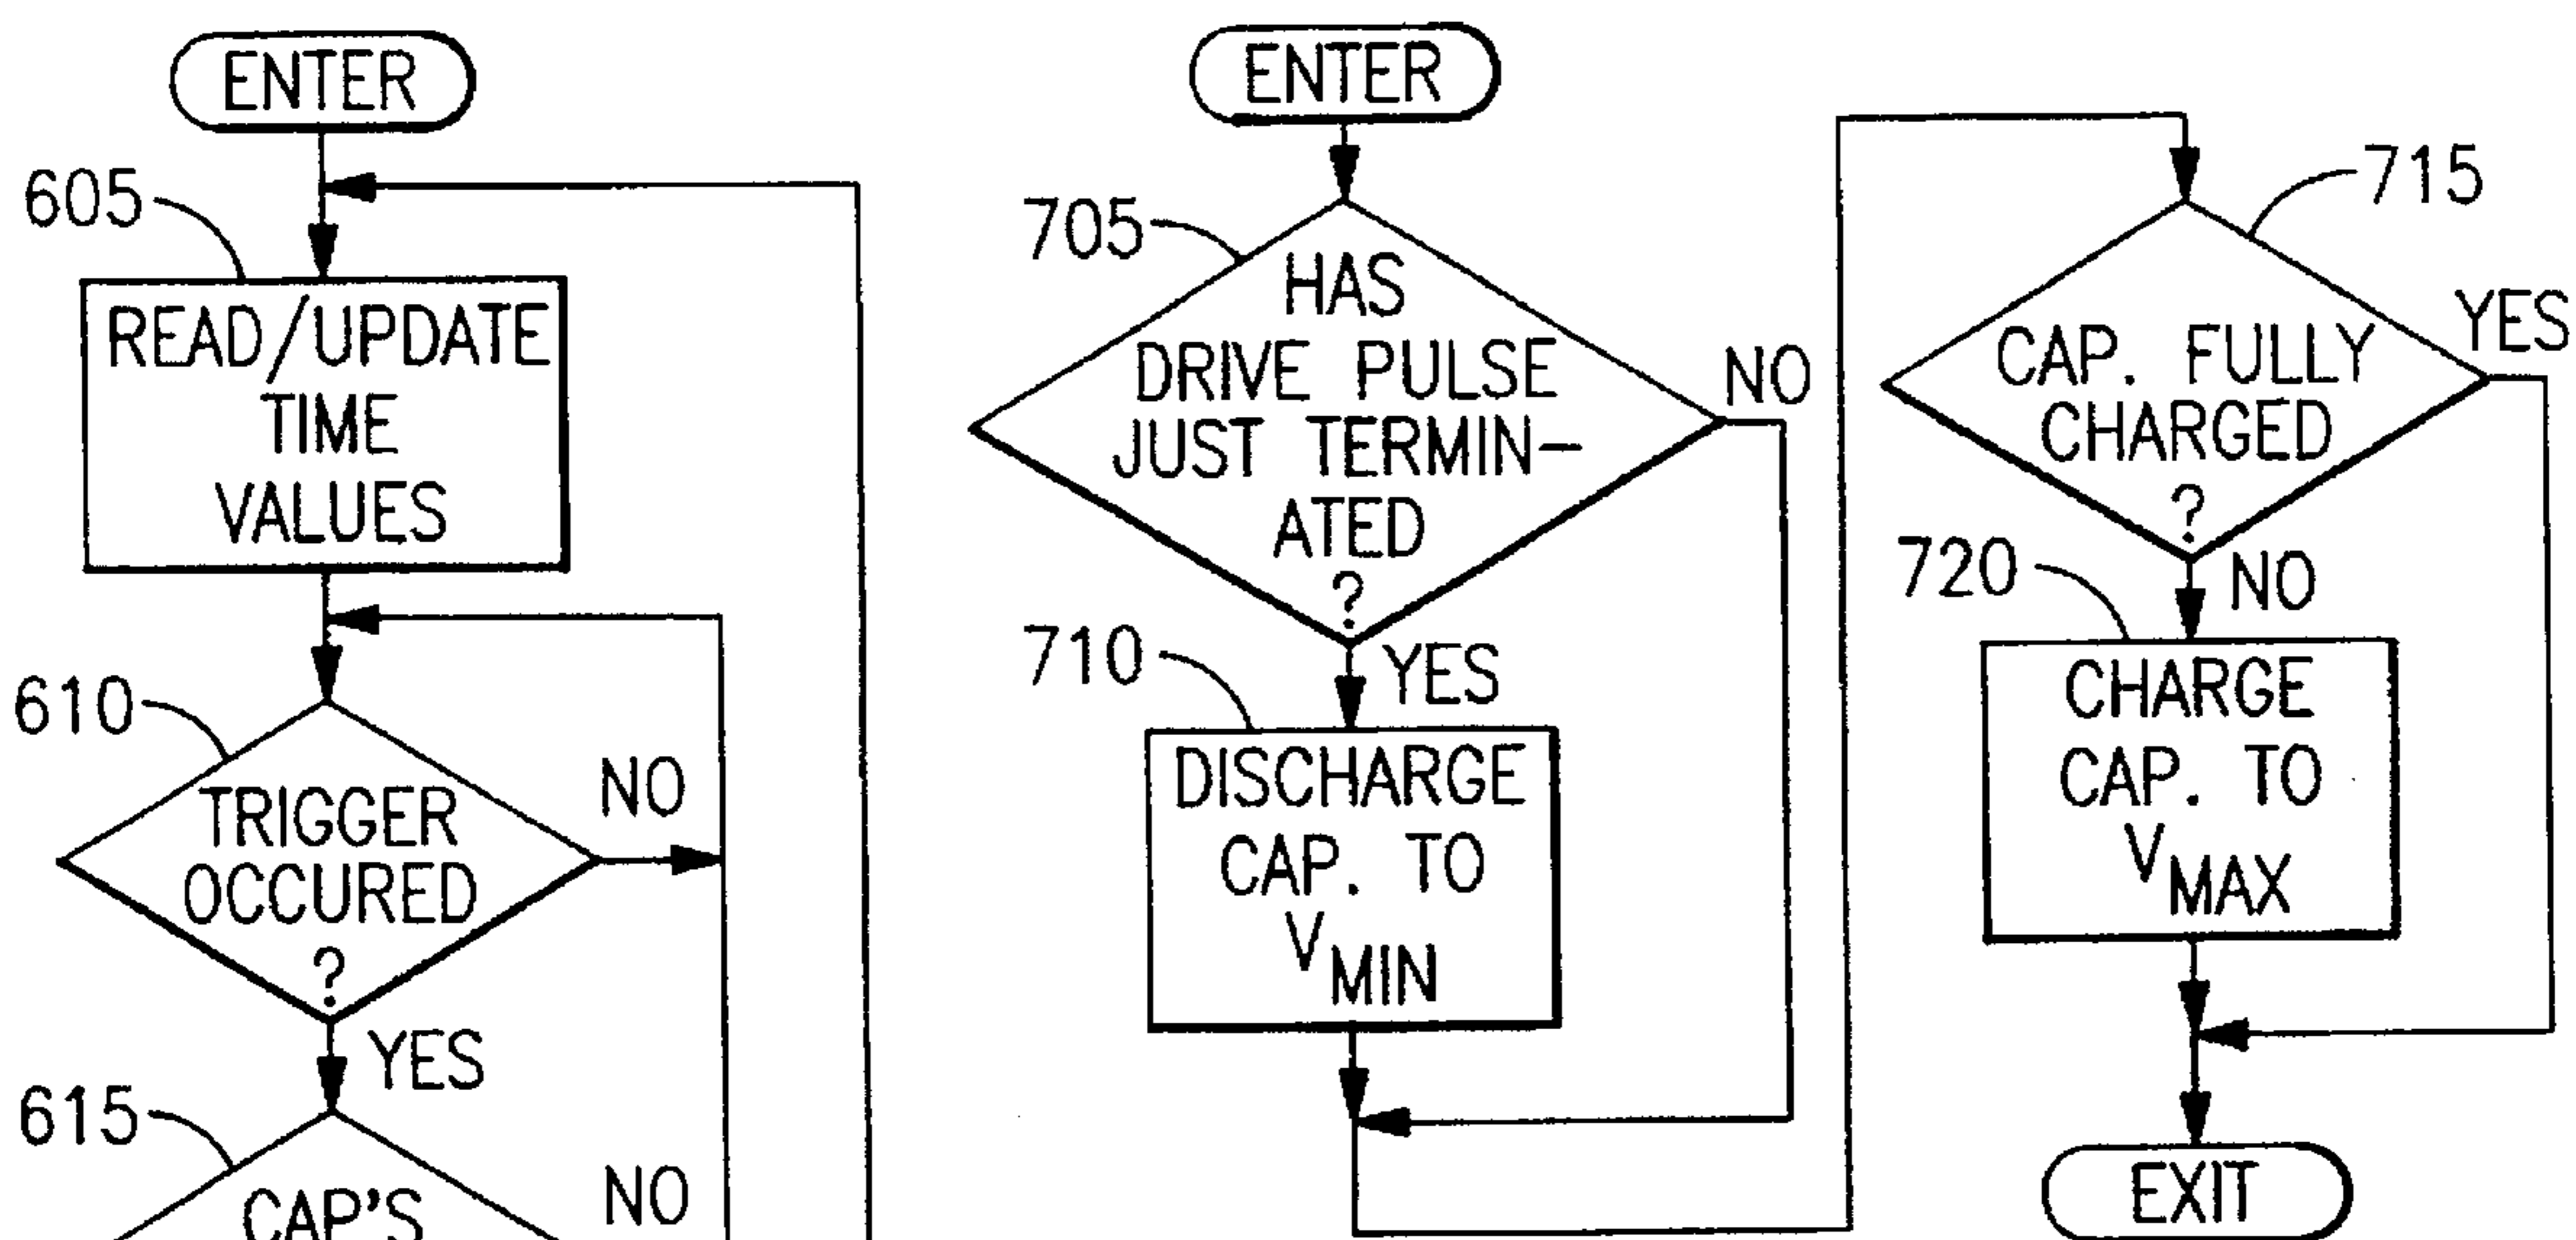 ENTER
605
READ/UPDATE
TIME
VALUES
610
TRIGGER
OCCURED
?
NO
YES
615
CAP'S
NO
ENTER
705
HAS
DRIVE PULSE
JUST TERMIN-
ATED
?
NO
YES
710
DISCHARGE
CAP. TO
VMIN
715
CAP. FULLY
CHARGED
?
YES
NO
720
CHARGE
CAP. TO
VMAX
EXIT